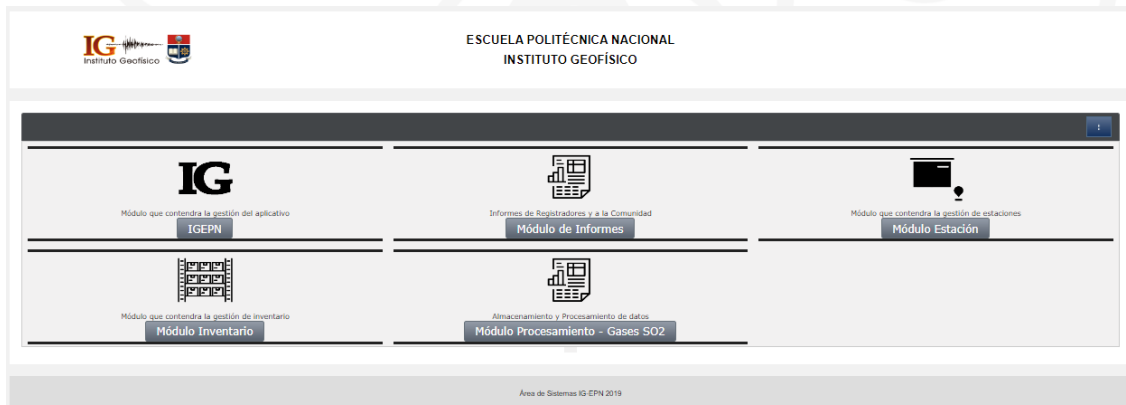 IG
Instituto Geofísico
ESCUELA POLITÉCNICA NACIONAL
INSTITUTO GEOFÍSICO
IG
Módulo que contendra la gestión del aplicativo
IGEPN
Informes de Registradores y a la Comunidad
Módulo de Informes
Módulo que contendra la gestión de estaciones
Módulo Estación
Módulo que contendra la gestión de inventario
Módulo Inventario
Almacenamiento y Procesamiento de datos
Módulo Procesamiento - Gases SO2
Área de Sistemas IG-EPN 2019